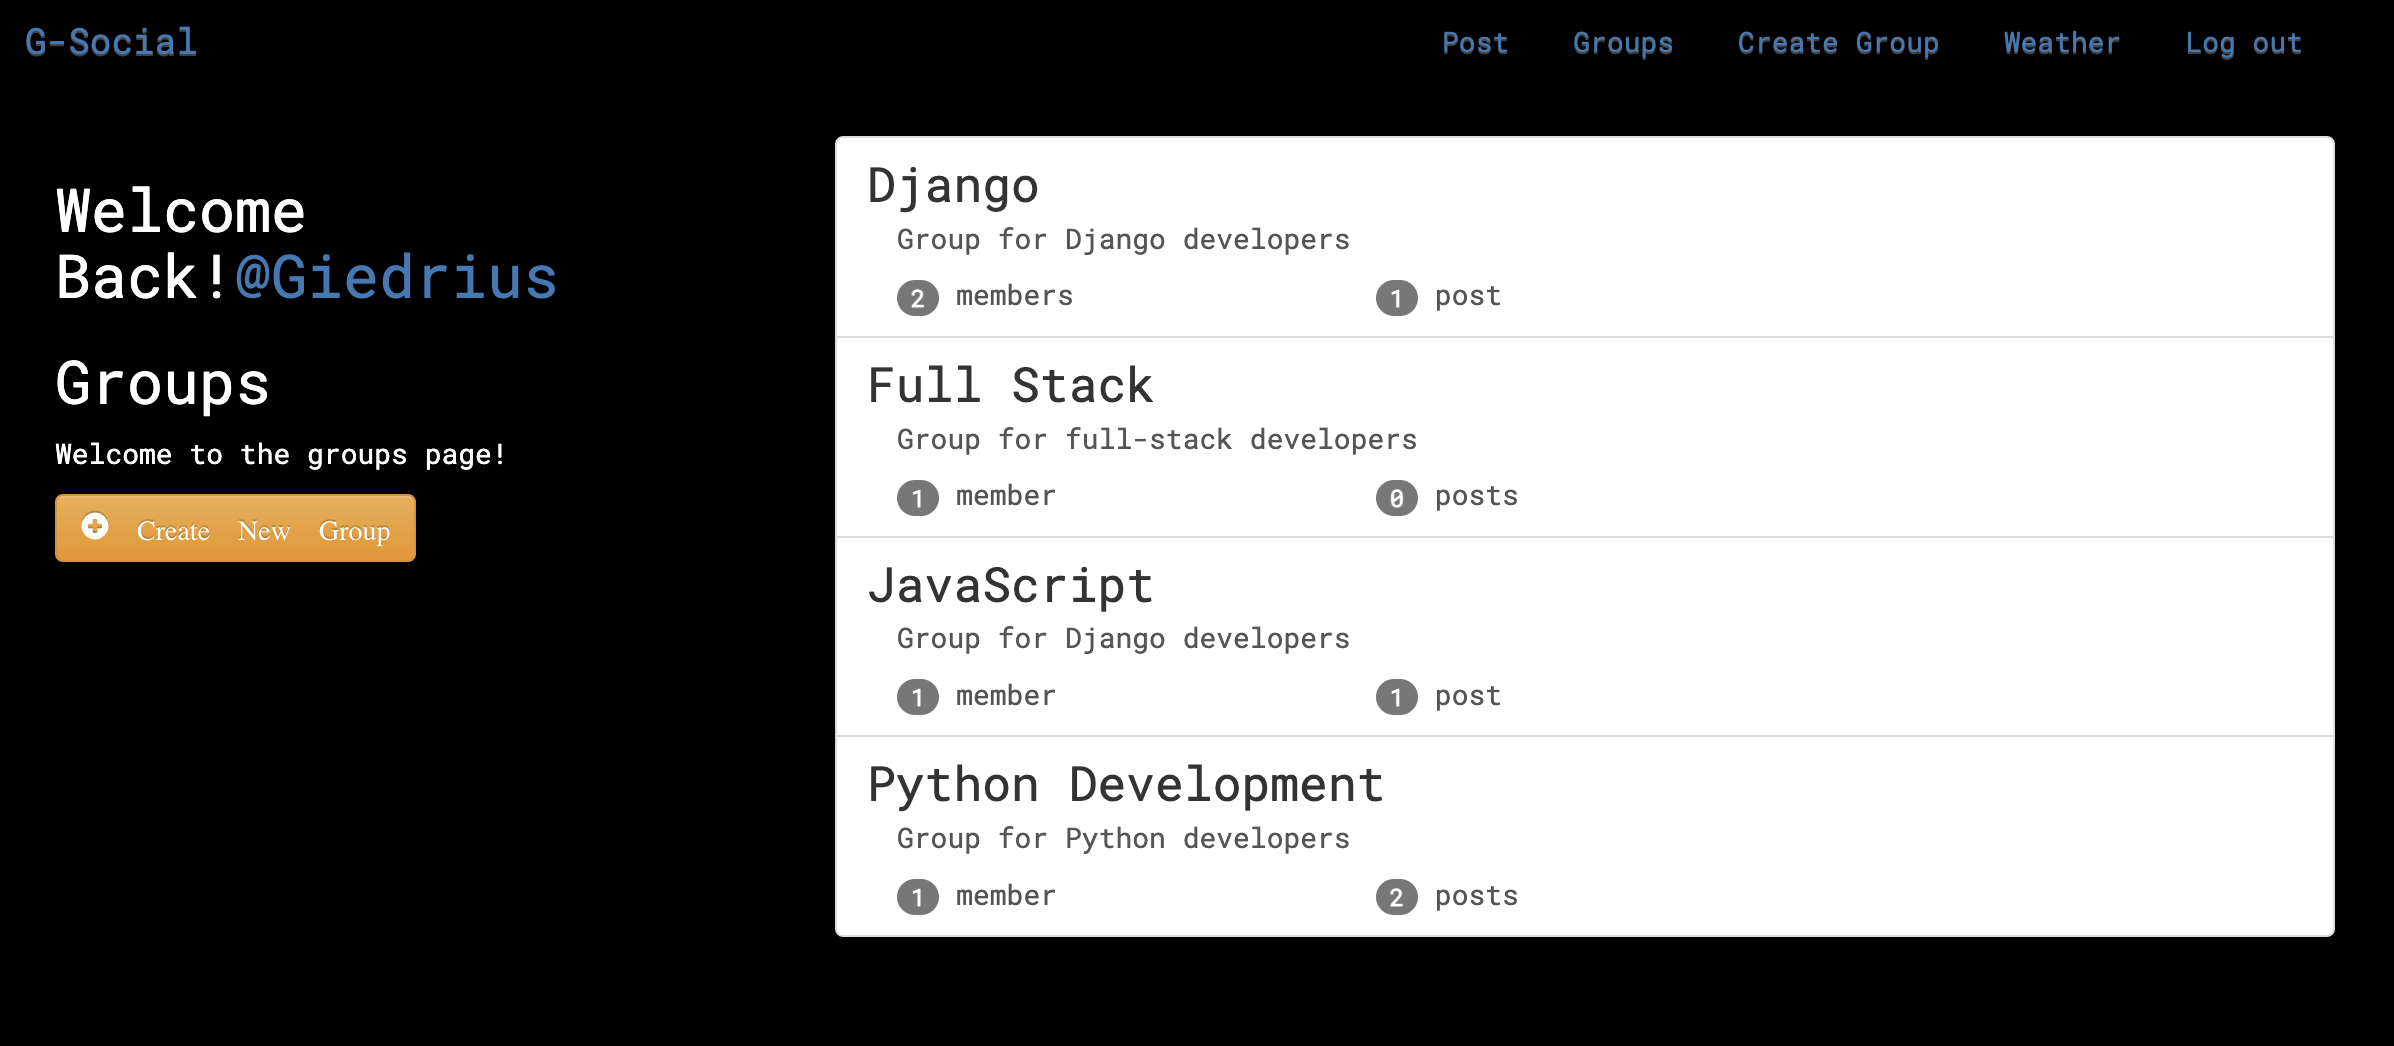 G-Social
Post Groups Create Group Weather Log out
Welcome
Back!@Giedrius
Groups
Welcome to the groups page!
Create New Group
Django
Group for Django developers
2 members 1 post
Full Stack
Group for full-stack developers
1 member 0 posts
JavaScript
Group for Django developers
1 member 1 post
Python Development
Group for Python developers
1 member 2 posts